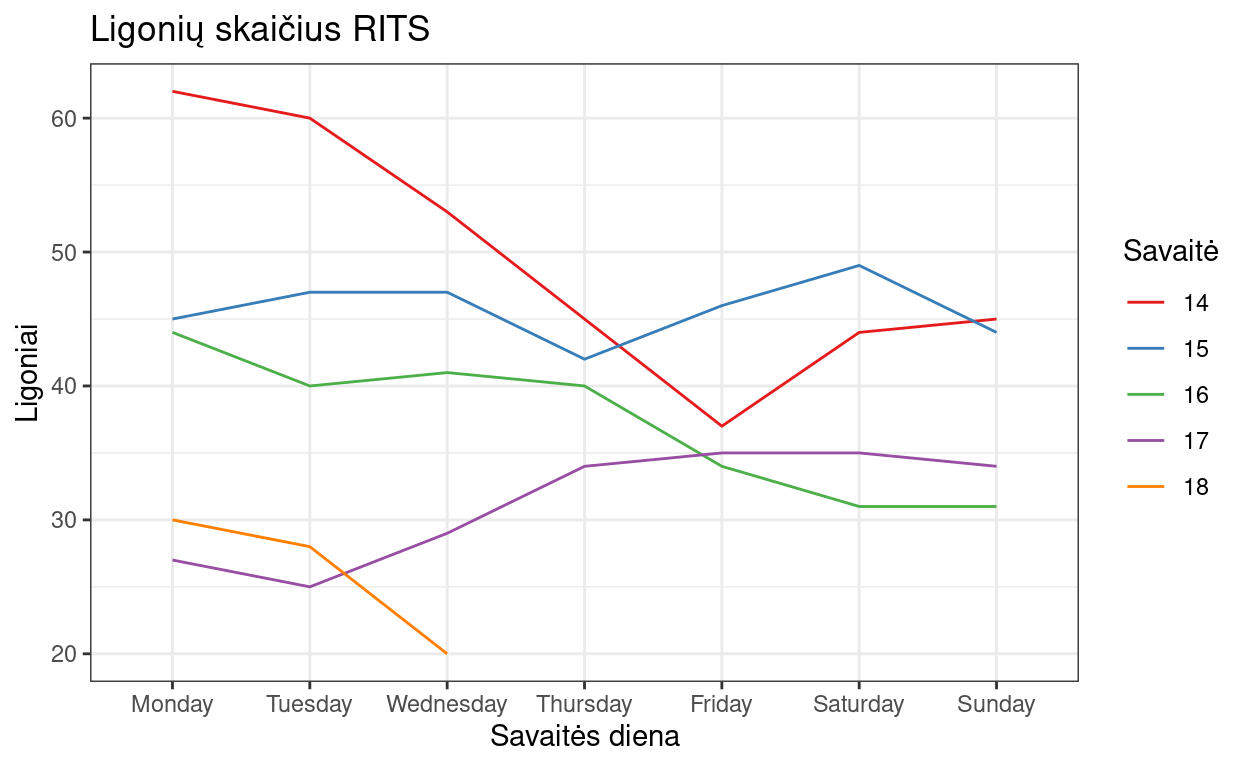 Ligonių skaičius RITS
60
50
40
30
20
Ligoniai
Monday Tuesday Wednesday Thursday Friday Saturday Sunday
Savaitės diena
Savaitė
14
15
16
17
18